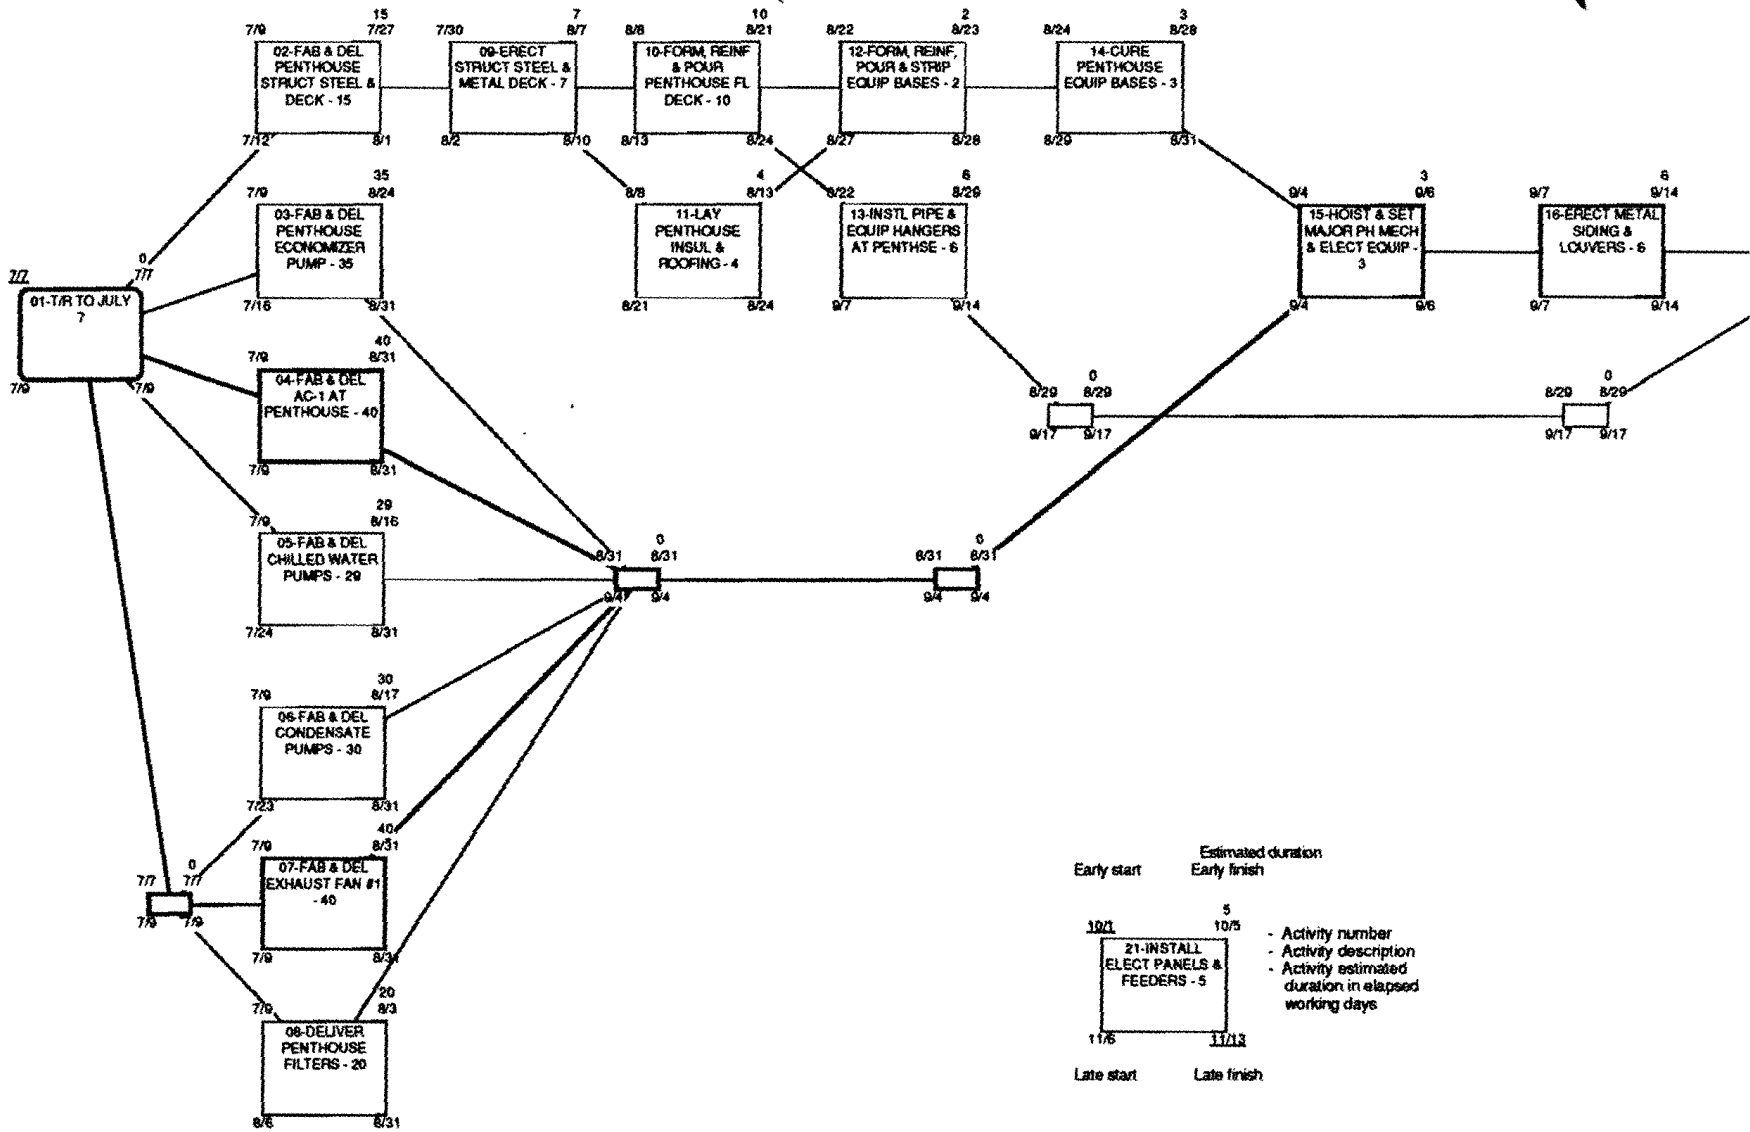 15
7/9 7/27
02-FAB & DEL
PENTHOUSE
STRUCT STEEL &
DECK - 15
7/12 8/1
7
7/30 8/7
09-ERECT
STRUCT STEEL &
METAL DECK - 7
8/2 8/10
10
8/8 8/21
10-FORM, REINF
& POUR
PENTHOUSE FL
DECK - 10
8/13 8/24
2
8/22 8/23
12-FORM, REINF,
POUR & STRIP
EQUIP BASES - 2
8/27 8/28
3
8/24 8/28
14-CURE
PENTHOUSE
EQUIP BASES - 3
8/29 8/31
35
7/9 8/24
03-FAB & DEL
PENTHOUSE
ECONOMIZER
PUMP - 35
7/16 8/31
4
8/8 8/13
11-LAY
PENTHOUSE
INSUL &
ROOFING - 4
8/21 8/24
6
8/22 8/29
13-INSTL PIPE &
EQUIP HANGERS
AT PENTHSE - 6
9/7 9/14
3
9/4 9/6
15-HOIST & SET
MAJOR PH MECH
& ELECT EQUIP -
3
9/4 9/6
6
9/7 9/14
16-ERECT METAL
SIDING &
LOUVERS - 6
9/7 9/14
0
7/7 7/7
01-T/R TO JULY
7
7/9 7/9
40
7/9 8/31
04-FAB & DEL
AC-1 AT
PENTHOUSE - 40
7/9 8/31
0
8/29 8/29
9/17 9/17
0
8/29 8/29
9/17 9/17
29
7/9 8/16
05-FAB & DEL
CHILLED WATER
PUMPS - 29
7/24 8/31
0
8/31 8/31
9/4 9/4
0
8/31 8/31
9/4 9/4
30
7/9 8/17
06-FAB & DEL
CONDENSATE
PUMPS - 30
7/23 8/31
0
7/7 7/7
7/9 7/9
40
7/9 8/31
07-FAB & DEL
EXHAUST FAN #1
- 40
7/9 8/31
20
7/9 8/3
08-DELIVER
PENTHOUSE
FILTERS - 20
8/6 8/31
Estimated duration
Early start Early finish
5
10/1 10/5
21-INSTALL
ELECT PANELS &
FEEDERS - 5
11/6 11/13
Late start Late finish
- Activity number
- Activity description
- Activity estimated
duration in elapsed
working days